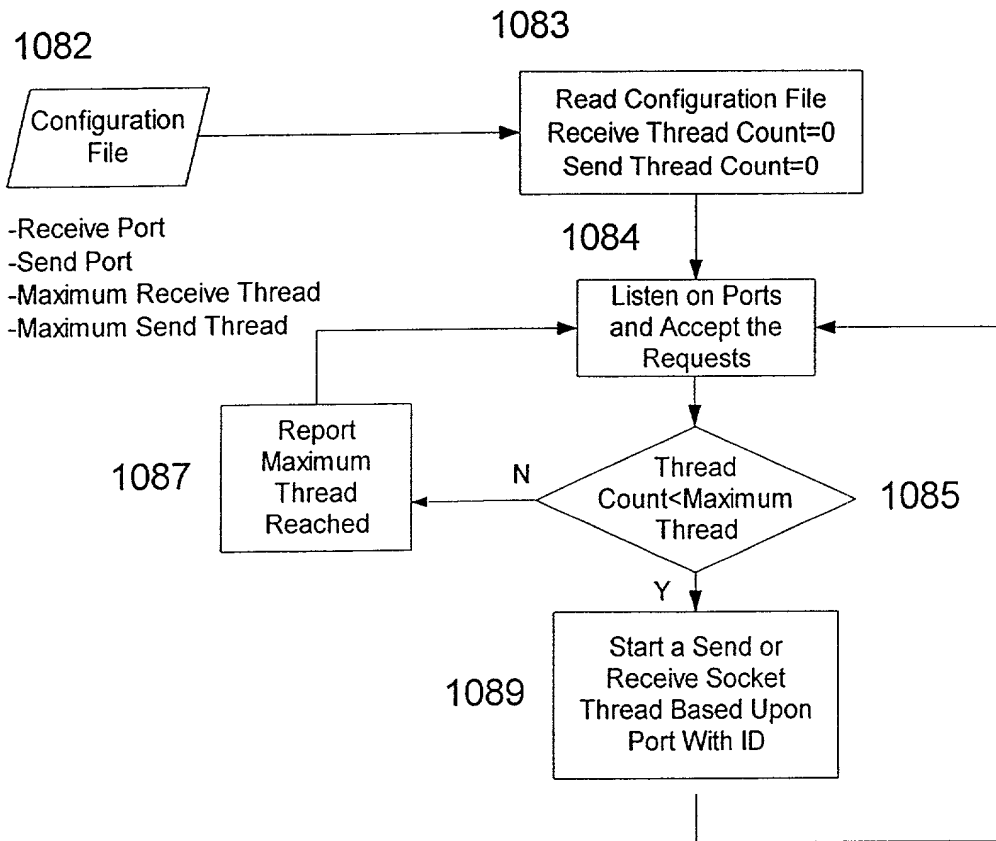 1082
Configuration
File
-Receive Port
-Send Port
-Maximum Receive Thread
-Maximum Send Thread
1083
Read Configuration File
Receive Thread Count=0
Send Thread Count=0
1084
Listen on Ports
and Accept the
Requests
1085
Thread
Count<Maximum
Thread
N
1087
Report
Maximum
Thread
Reached
Y
1089
Start a Send or
Receive Socket
Thread Based Upon
Port With ID